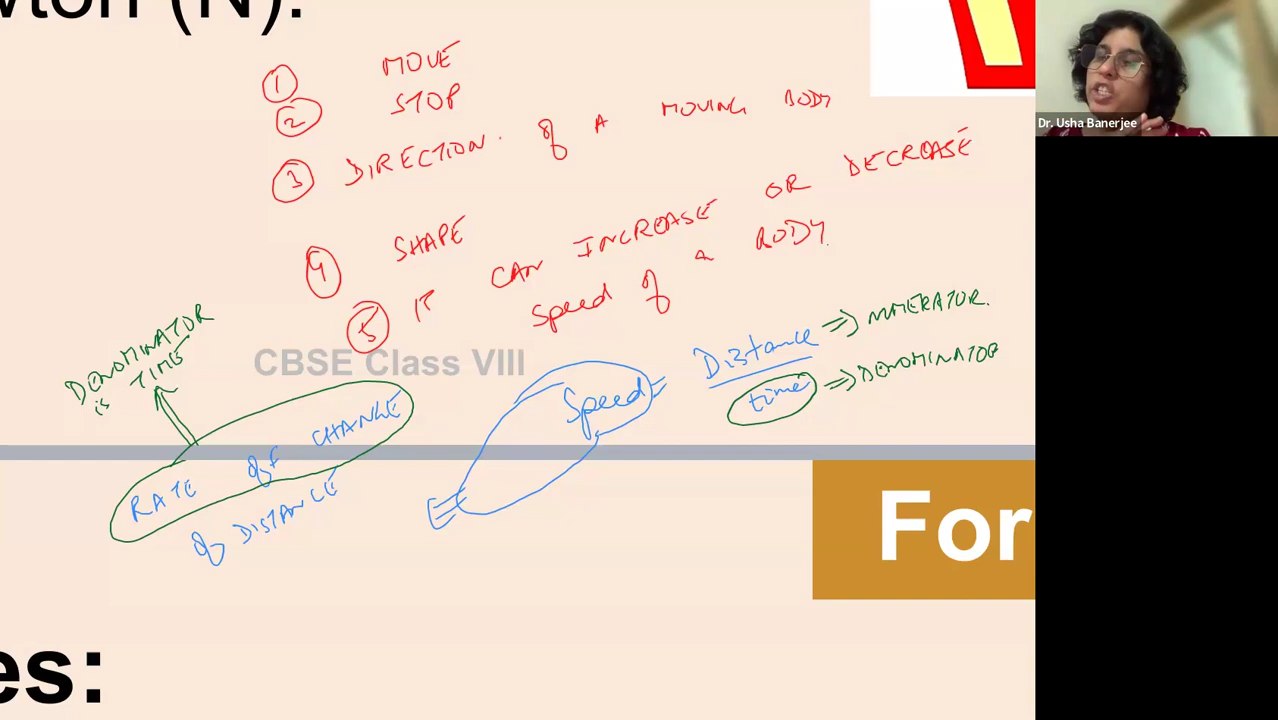 wton (N).
① MOVE
② STOP
③ DIRECTION of A MOVING BODY
④ SHAPE
⑤ IT CAN INCREASE OR DECREASE
Speed of a BODY.
DENOMINATOR
is TIME
Speed = Distance => NUMERATOR.
time => DENOMINATOR
CBSE Class VIII
RATE of CHANGE
of DISTANCE
For
es:
Dr. Usha Banerjee